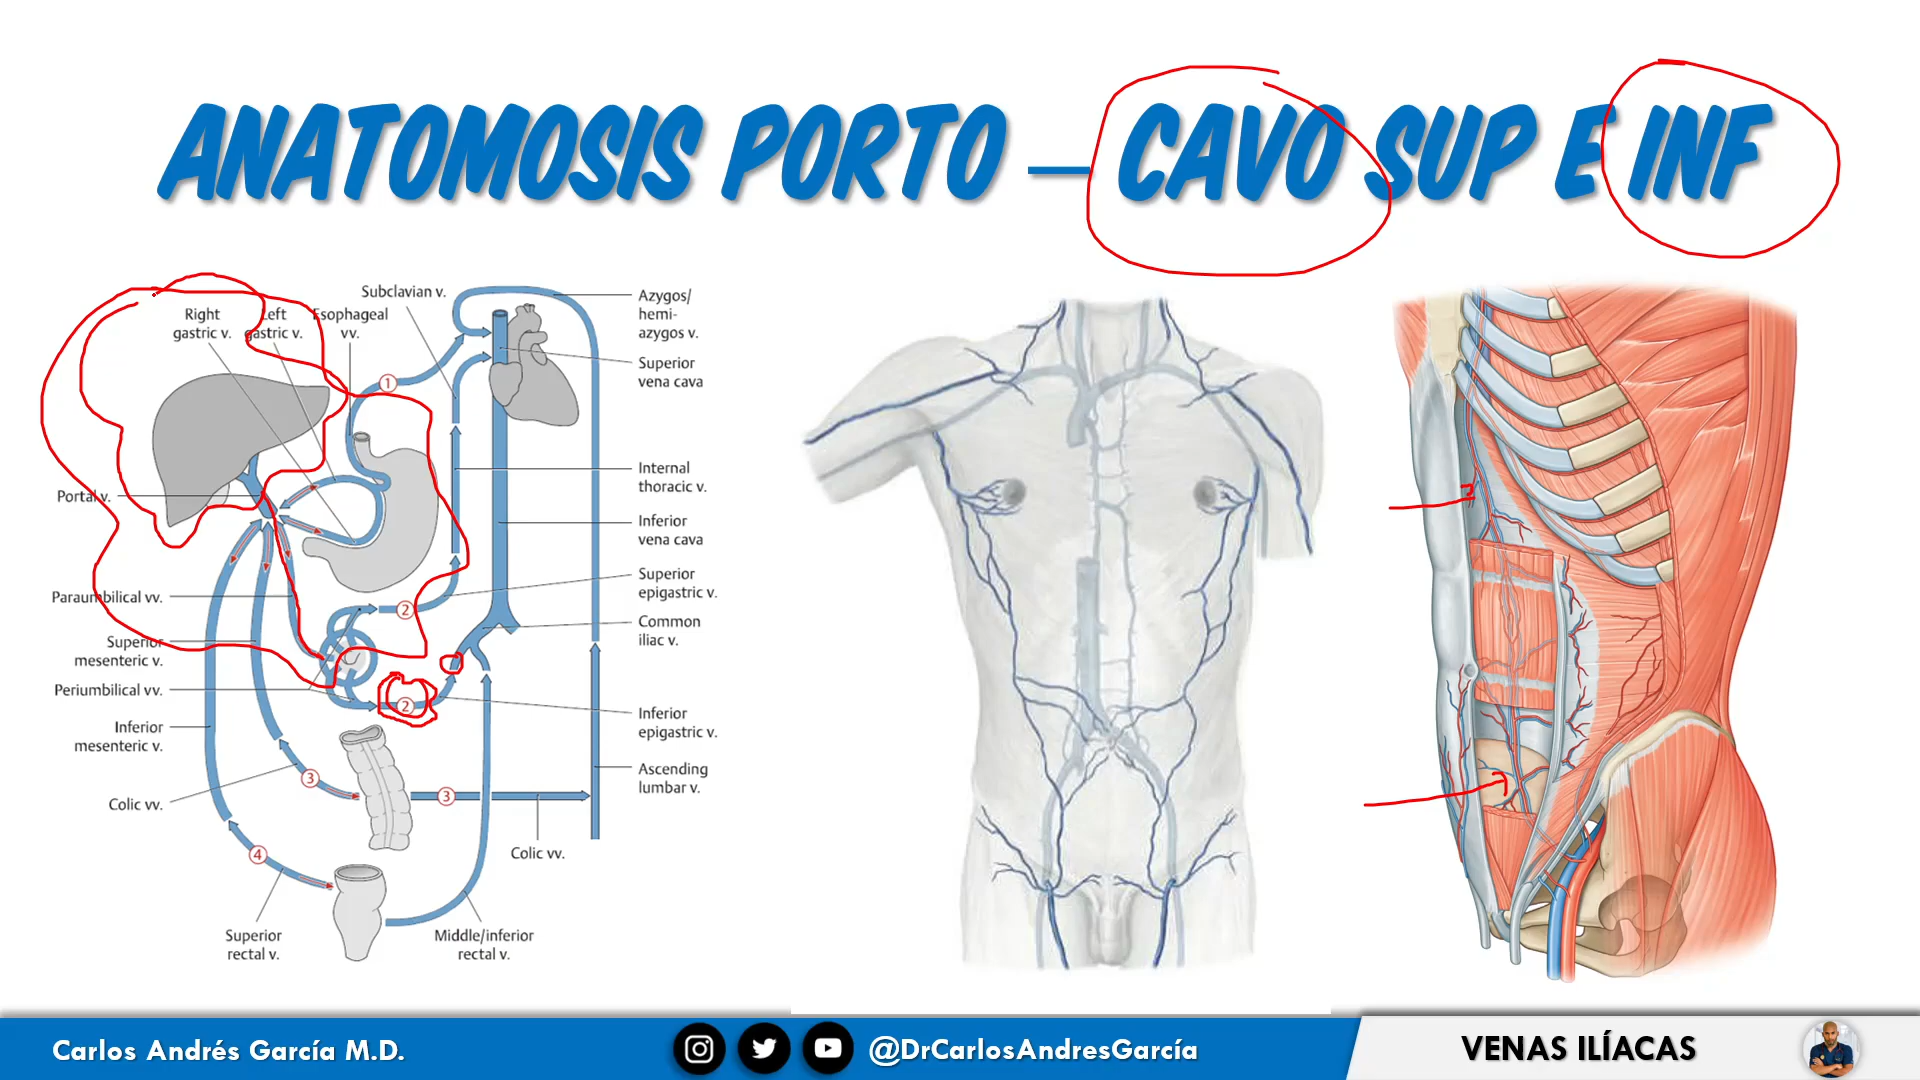 ANATOMOSIS PORTO – CAVO SUP E INF
Subclavian v.
Right
gastric v.
Left
gastric v.
Esophageal
vv.
Azygos/
hemi-
azygos v.
Superior
vena cava
Internal
thoracic v.
Inferior
vena cava
Superior
epigastric v.
Common
iliac v.
Inferior
epigastric v.
Ascending
lumbar v.
Colic vv.
Middle/inferior
rectal v.
Superior
rectal v.
Portal v.
Paraumbilical vv.
Superior
mesenteric v.
Periumbilical vv.
Inferior
mesenteric v.
Colic vv.
1
2
2
3
3
4
Carlos Andrés García M.D.
@DrCarlosAndresGarcía
VENAS ILÍACAS